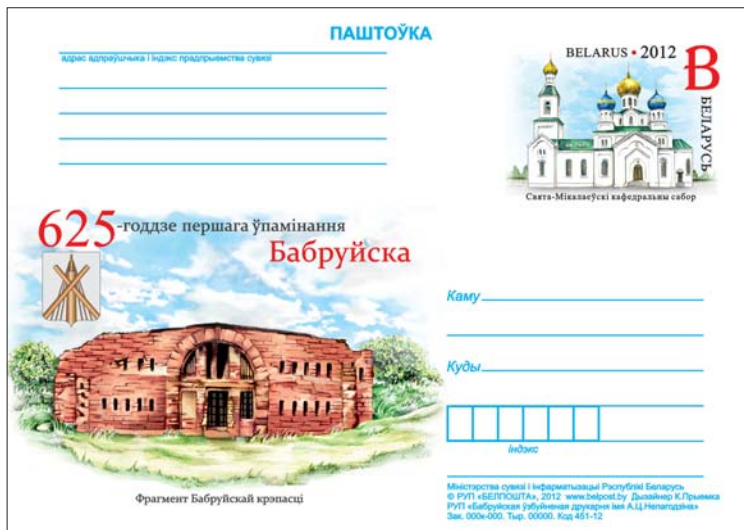 ПАШТОЎКА
адрас адпраўшчыка і індэкс прадпрыемства сувязі
BELARUS • 2012
B
БЕЛАРУСЬ
Свята-Мікалаеўскі кафедральны сабор
625-годдзе першага ўпамінання
Бабруйска
Каму
Куды
індэкс
Фрагмент Бабруйскай крэпасці
Міністэрства сувязі і інфарматызацыі Рэспублікі Беларусь
© РУП «БЕЛПОШТА», 2012 www.belpost.by Дызайнер К.Прыемка
РУП «Бабруйская ўзбуйненая друкарня імя А.Ц.Непагодзіна»
Зак. 000к-000. Тыр. 00000. Код 451-12